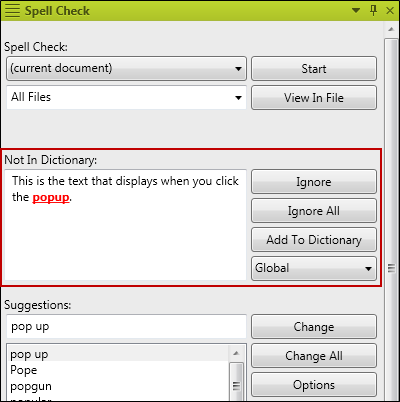 Spell Check
Spell Check:
(current document)
Start
All Files
View In File
Not In Dictionary:
This is the text that displays when you click
the popup.
Ignore
Ignore All
Add To Dictionary
Global
Suggestions:
pop up
Change
pop up
Pope
popgun
popular
Change All
Options